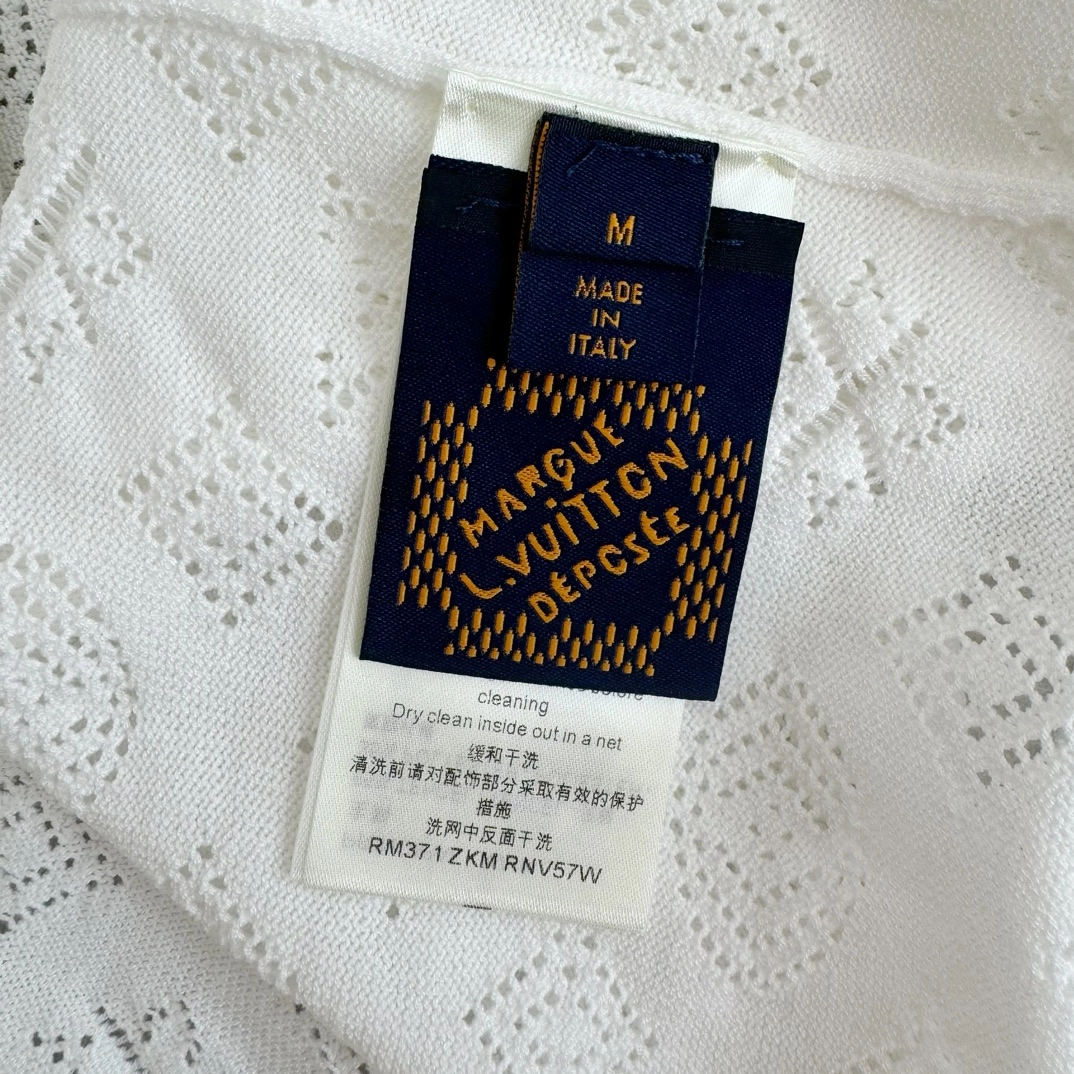 M
MADE
IN
ITALY
MARQUE
L.VUITTON
DÉPOSÉE
before
cleaning
Dry clean inside out in a net
缓和干洗
清洗前请对配饰部分采取有效的保护
措施
洗网中反面干洗
RM371 ZKM RNV57W